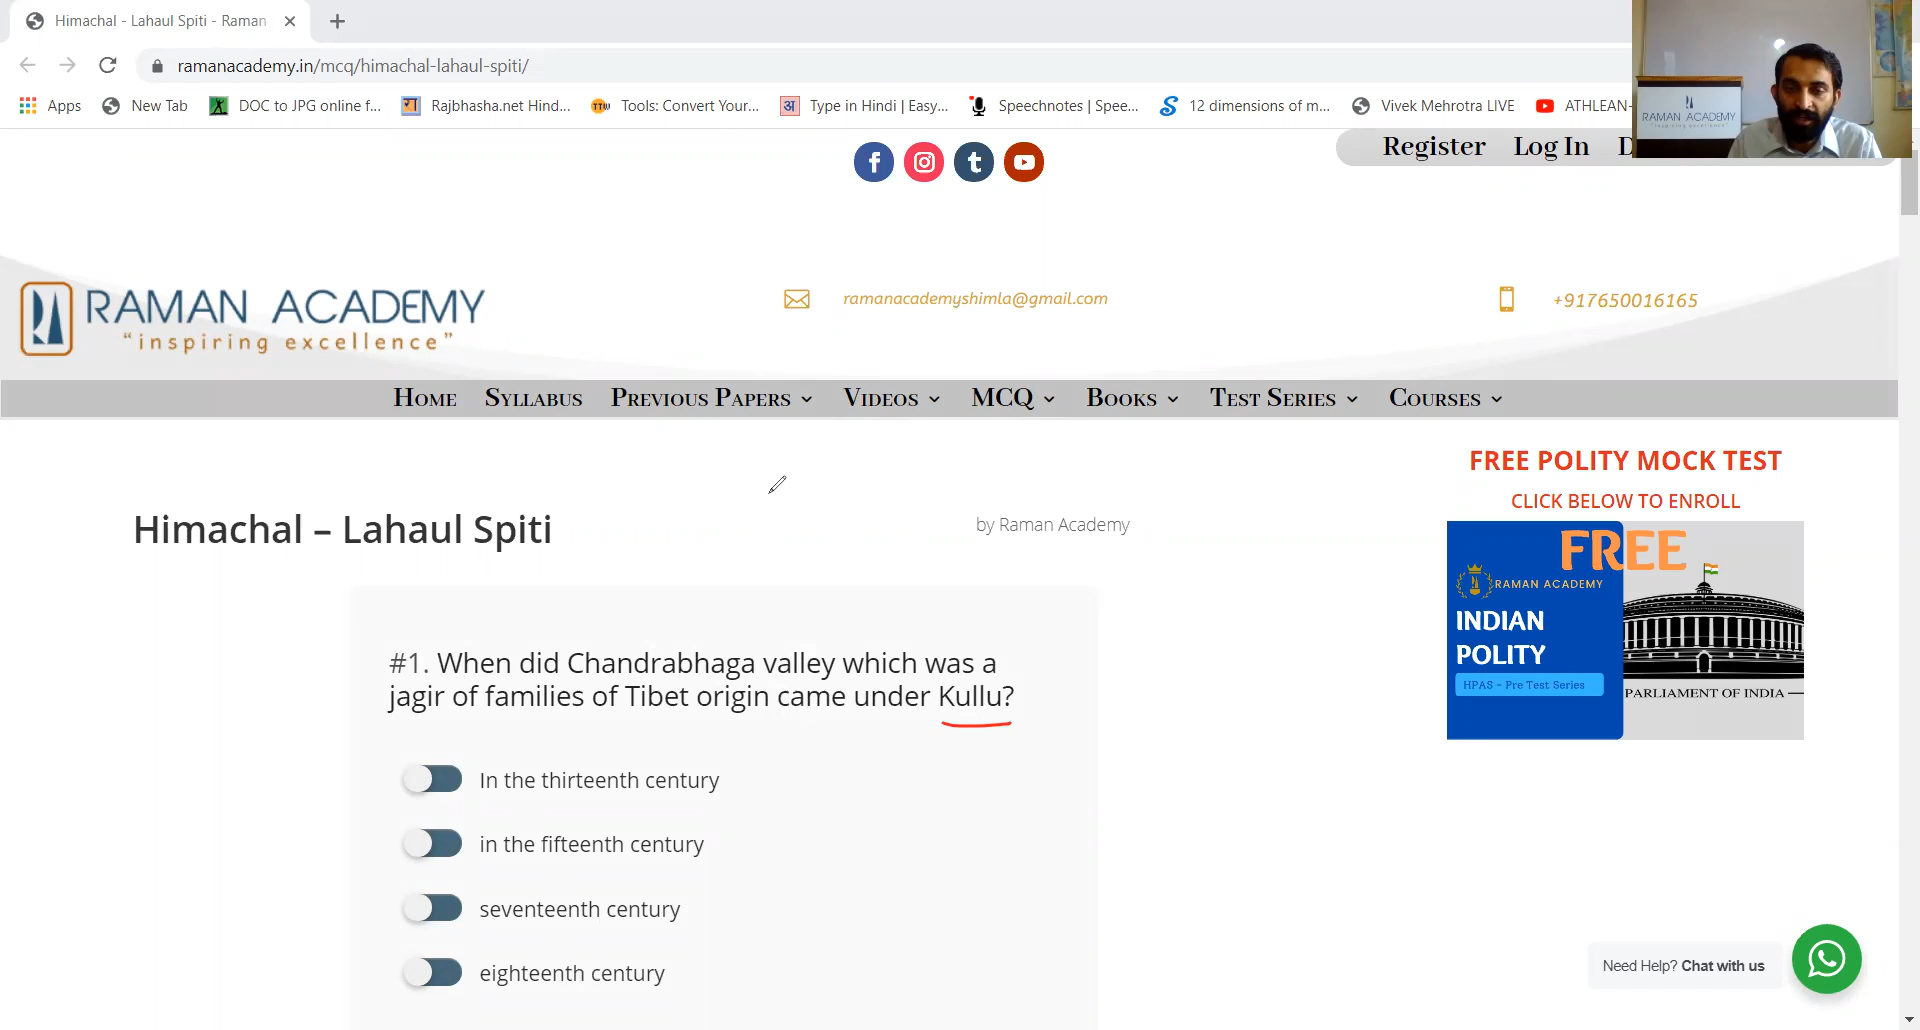 Himachal - Lahaul Spiti - Raman
ramanacademy.in/mcq/himachal-lahaul-spiti/
Apps New Tab DOC to JPG online f... Rajbhasha.net Hind... Tools: Convert Your... Type in Hindi | Easy... Speechnotes | Spee... 12 dimensions of m... Vivek Mehrotra LIVE ATHLEAN-
RAMAN ACADEMY
"inspiring excellence"
Register Log In D
RAMAN ACADEMY
"inspiring excellence"
ramanacademyshimla@gmail.com
+917650016165
Home Syllabus Previous Papers Videos MCQ Books Test Series Courses
FREE POLITY MOCK TEST
CLICK BELOW TO ENROLL
FREE
RAMAN ACADEMY
INDIAN
POLITY
HPAS - Pre Test Series
PARLIAMENT OF INDIA
Himachal – Lahaul Spiti
by Raman Academy
#1. When did Chandrabhaga valley which was a
jagir of families of Tibet origin came under Kullu?
In the thirteenth century
in the fifteenth century
seventeenth century
eighteenth century
Need Help? Chat with us